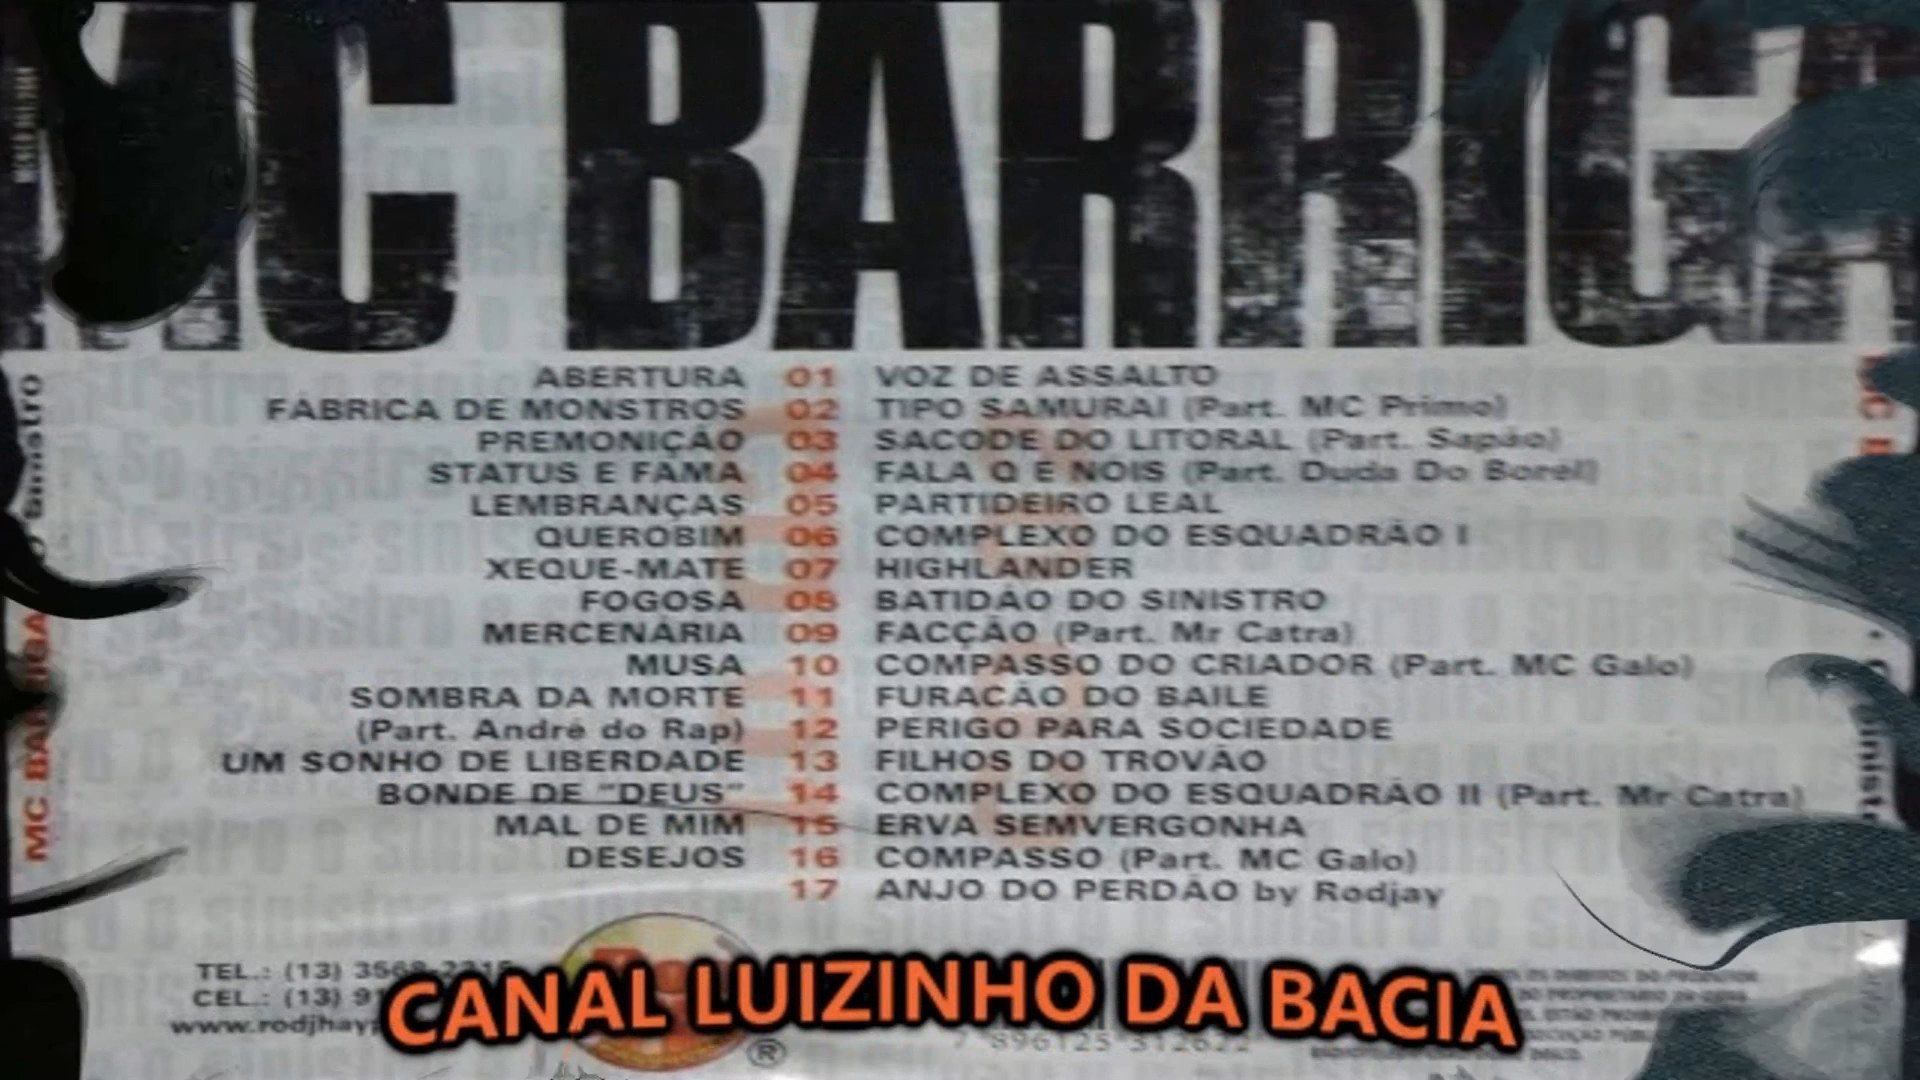 MC BARRIGA
ABERTURA 01 VOZ DE ASSALTO
FÁBRICA DE MONSTROS 02 TIPO SAMURAI (Part. MC Primo)
PREMONIÇÃO 03 SACODE DO LITORAL (Part. Sapão)
STATUS E FAMA 04 FALA Q É NOIS (Part. Duda Do Borel)
LEMBRANÇAS 05 PARTIDEIRO LEAL
QUEROBIM 06 COMPLEXO DO ESQUADRÃO I
XEQUE-MATE 07 HIGHLANDER
FOGOSA 08 BATIDÃO DO SINISTRO
MERCENÁRIA 09 FACÇÃO (Part. Mr Catra)
MUSA 10 COMPASSO DO CRIADOR (Part. MC Galo)
SOMBRA DA MORTE 11 FURACÃO DO BAILE
(Part. André do Rap) 12 PERIGO PARA SOCIEDADE
UM SONHO DE LIBERDADE 13 FILHOS DO TROVÃO
BONDE DE "DEUS" 14 COMPLEXO DO ESQUADRÃO II (Part. Mr Catra)
MAL DE MIM 15 ERVA SEMVERGONHA
DESEJOS 16 COMPASSO (Part. MC Galo)
17 ANJO DO PERDÃO by Rodjay
TEL.: (13)
CEL.: (13)
CANAL LUIZINHO DA BACIA